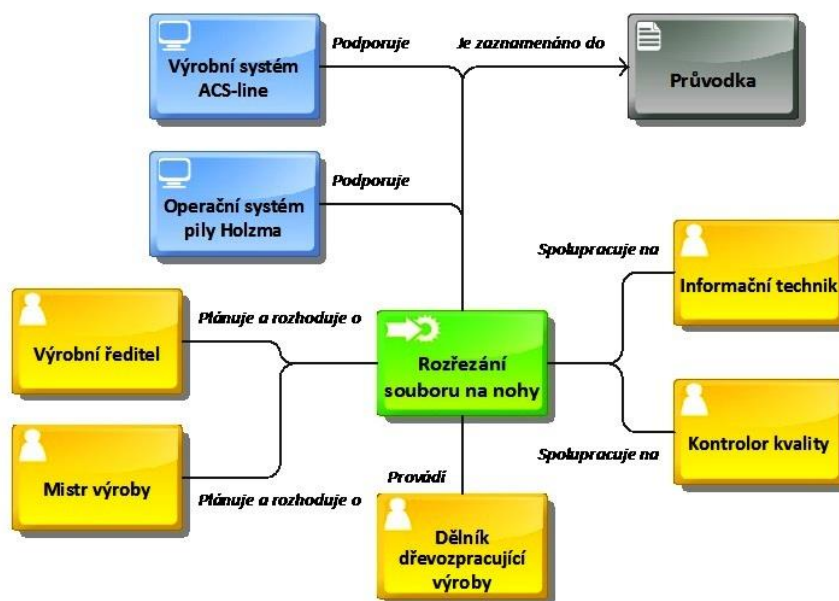 Podporuje
Je zaznamenáno do
Výrobní systém
ACS-line
Průvodka
Podporuje
Operační systém
pily Holzma
Spolupracuje na
Informační technik
Plánuje a rozhoduje o
Výrobní ředitel
Rozřezání
souboru na nohy
Kontrolor kvality
Spolupracuje na
Mistr výroby
Plánuje a rozhoduje o
Provádí
Dělník
dřevozpracující
výroby